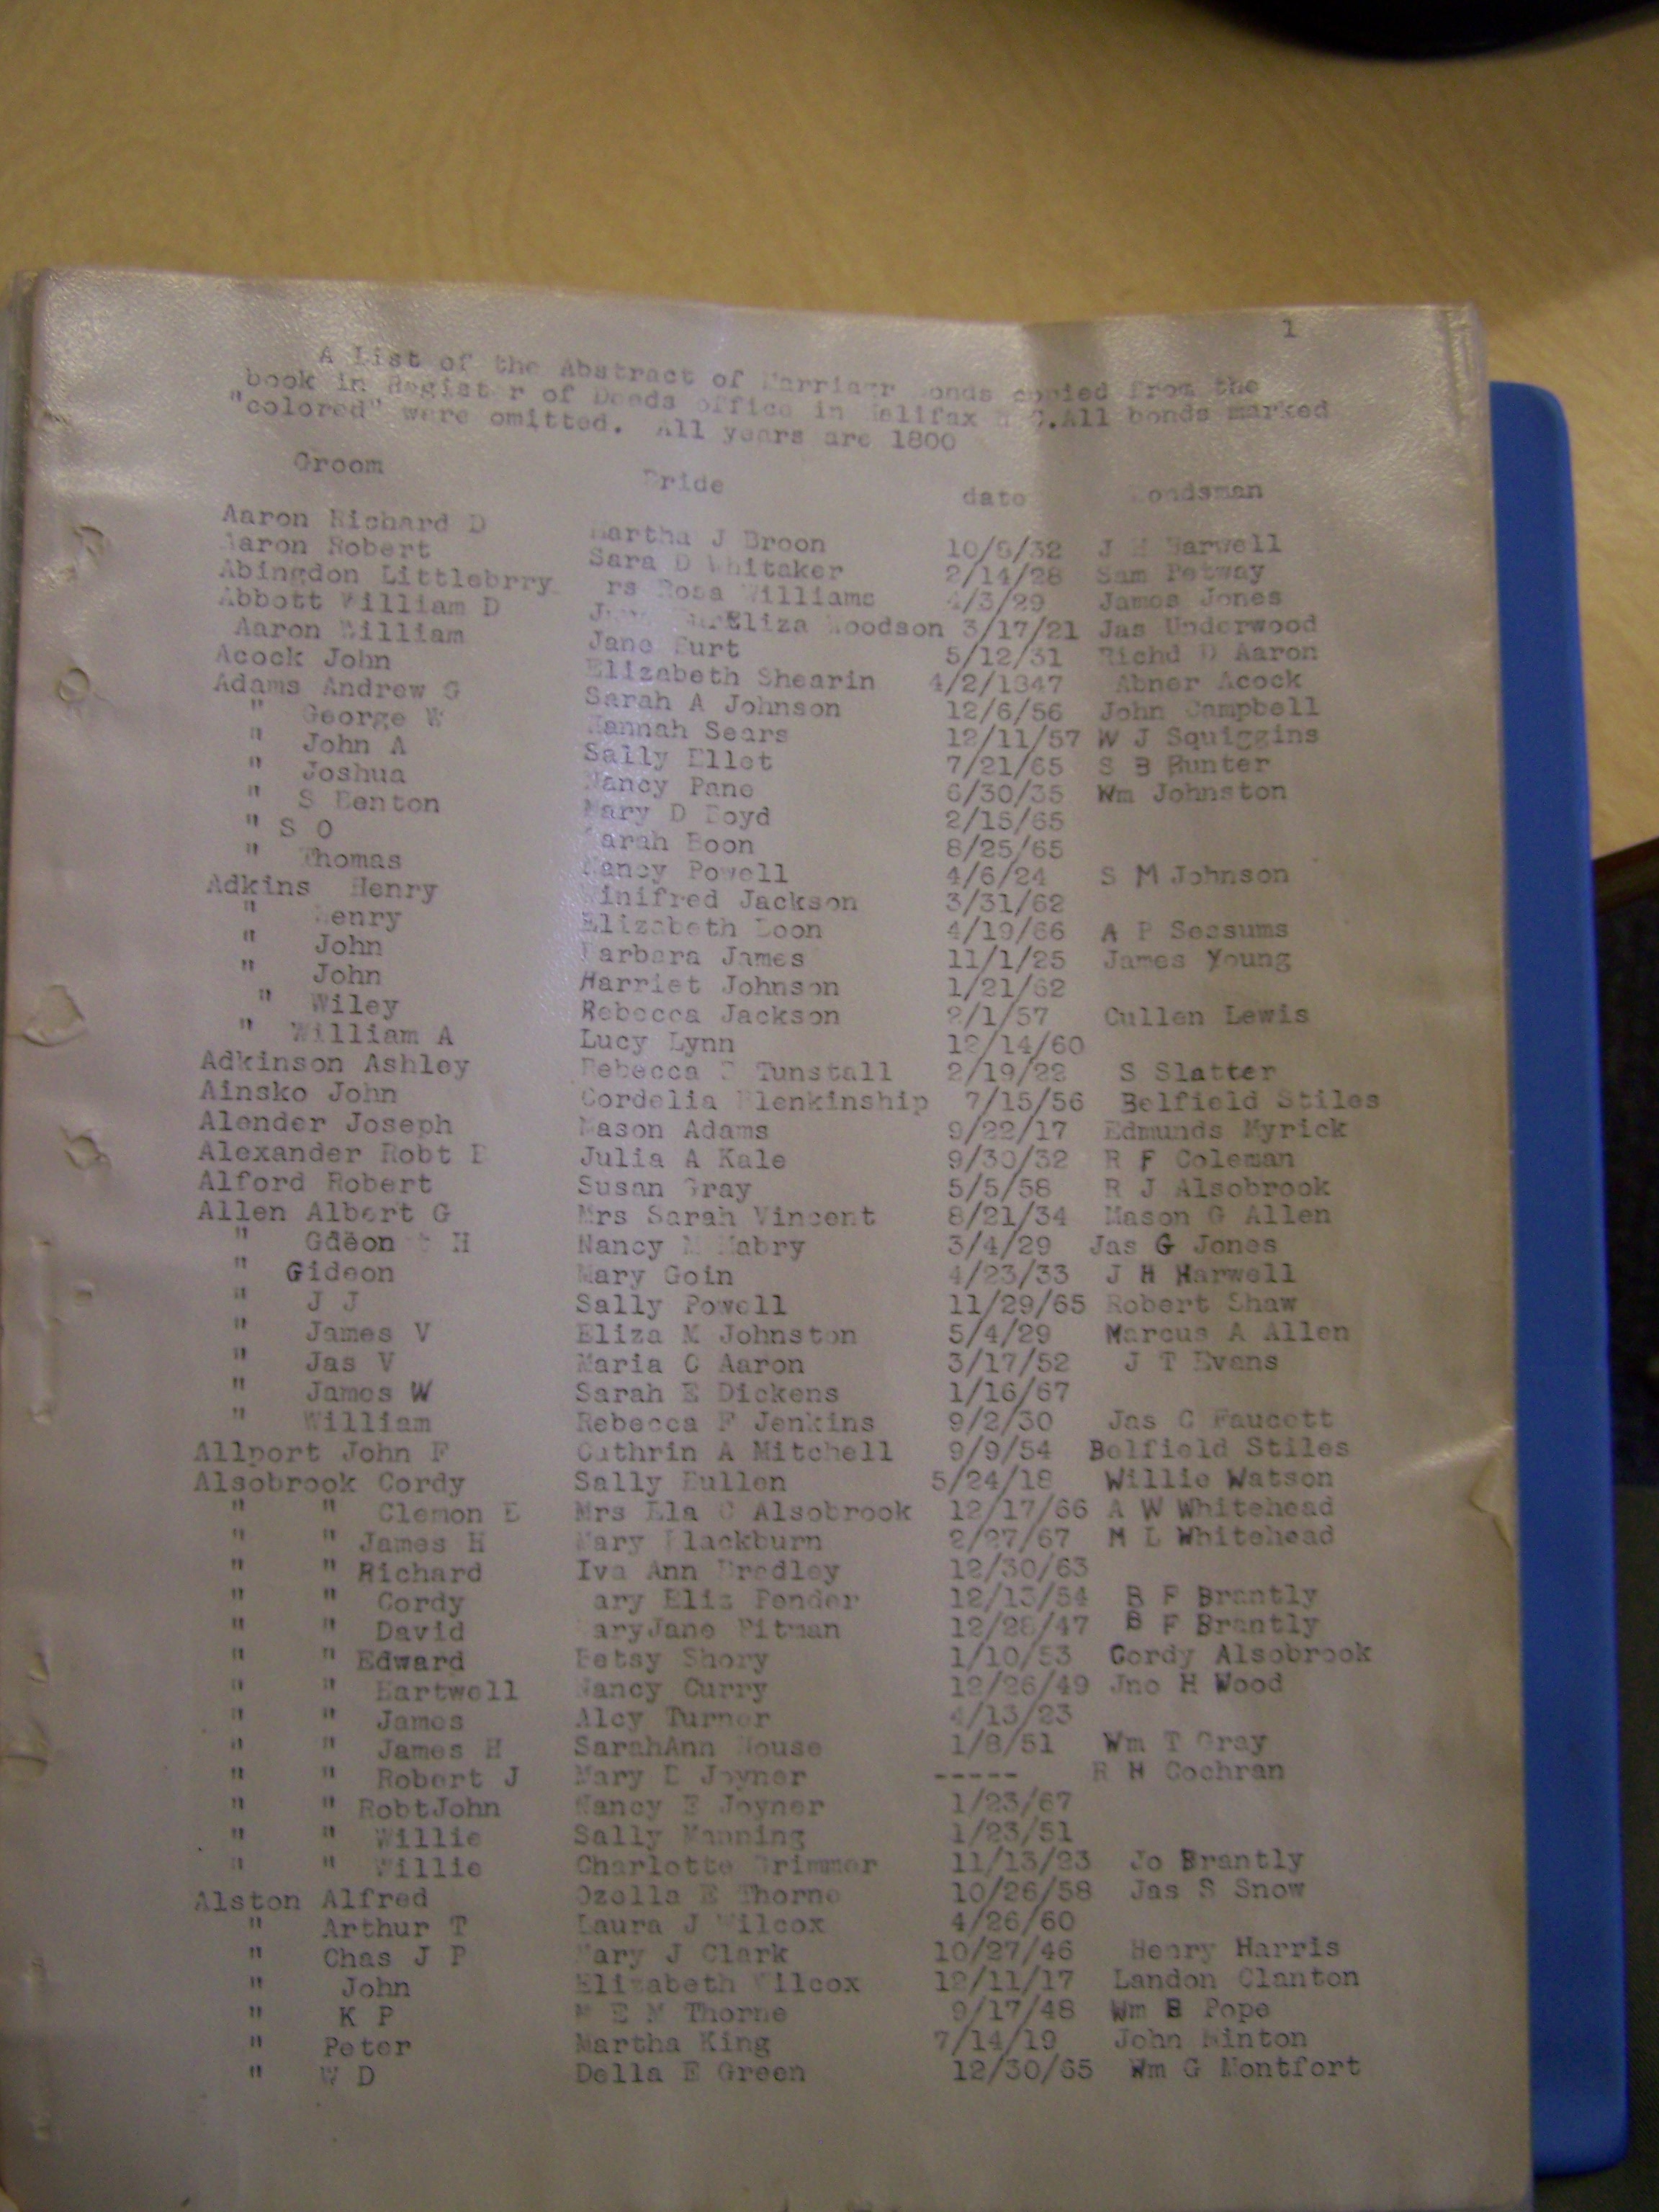 1
A List of the Abstract of Marriagr Bonds copied from the
book in Regist r of Deeds office in Halifax N C.All bonds marked
"colored" were omitted. All years are 1800
Groom Bride date Bondsman
Aaron Richard D Martha J Broon 10/6/32 J H Harwell
Aaron Robert Sara D Whitaker 2/14/28 Sam Petway
Abingdon Littlebrry rs Rosa Williams 4/3/29 James Jones
Abbott William D Eliza Woodson 3/17/21 Jas Underwood
Aaron William Jane Burt 5/12/31 Richd D Aaron
Acock John Elizabeth Shearin 4/2/1847 Abner Acock
Adams Andrew G Sarah A Johnson 12/6/56 John Campbell
" George W Hannah Sears 12/11/57 W J Squiggins
" John A Sally Ellet 7/21/65 S B Hunter
" Joshua Nancy Pane 6/30/35 Wm Johnston
" S Benton Mary D Boyd 2/15/65
" S O Sarah Boon 8/25/65
" Thomas Nancy Powell 4/6/24 S M Johnson
Adkins Henry Winifred Jackson 3/31/62
" Henry Elizabeth Boon 4/19/66 A P Sessums
" John Barbara James 11/1/25 James Young
" John Harriet Johnson 1/21/62
" Wiley Rebecca Jackson 2/1/57 Cullen Lewis
" William A Lucy Lynn 12/14/60
Adkinson Ashley Rebecca Tunstall 2/19/22 S Slatter
Ainsko John Cordelia Blenkinship 7/15/56 Belfield Stiles
Alender Joseph Mason Adams 9/22/17 Edmunds Myrick
Alexander Robt B Julia A Kale 9/30/32 R F Coleman
Alford Robert Susan Gray 5/5/58 R J Alsobrook
Allen Albert G Mrs Sarah Vincent 8/21/34 Mason G Allen
" Gdeon H Nancy M Mabry 3/4/29 Jas G Jones
" Gideon Mary Goin 4/23/33 J H Harwell
" J J Sally Powell 11/29/65 Robert Shaw
" James V Eliza M Johnston 5/4/29 Marcus A Allen
" Jas V Maria C Aaron 3/17/52 J T Evans
" James W Sarah E Dickens 1/16/67
" William Rebecca F Jenkins 9/2/30 Jas C Faucett
Allport John F Cathrin A Mitchell 9/9/54 Belfield Stiles
Alsobrook Cordy Sally Bullen 5/24/18 Willie Watson
" " Clemon E Mrs Ela C Alsobrook 12/17/66 A W Whitehead
" " James H Mary Blackburn 2/27/67 M L Whitehead
" " Richard Iva Ann Bradley 12/30/63
" " Cordy ary Eliz Pender 12/13/54 B F Brantly
" " David aryJane Pitman 12/28/47 B F Brantly
" " Edward Betsy Shory 1/10/53 Cordy Alsobrook
" " Hartwell Nancy Curry 12/26/49 Jno H Wood
" " James Alcy Turner 4/13/23
" " James H SarahAnn House 1/8/51 Wm T Gray
" " Robert J Mary E Joyner ----- R H Cochran
" " RobtJohn Nancy E Joyner 1/23/67
" " Willie Sally Manning 1/23/51
" " Willie Charlotte Grimmer 11/13/23 Jo Brantly
Alston Alfred Ozella E Thorne 10/26/58 Jas S Snow
" Arthur T Laura J Wilcox 4/26/60
" Chas J P Mary J Clark 10/27/46 Henry Harris
" John Elizabeth Wilcox 12/11/17 Landon Clanton
" K P M E M Thorne 9/17/48 Wm B Pope
" Peter Martha King 7/14/19 John Hinton
" W D Della E Green 12/30/65 Wm G Montfort